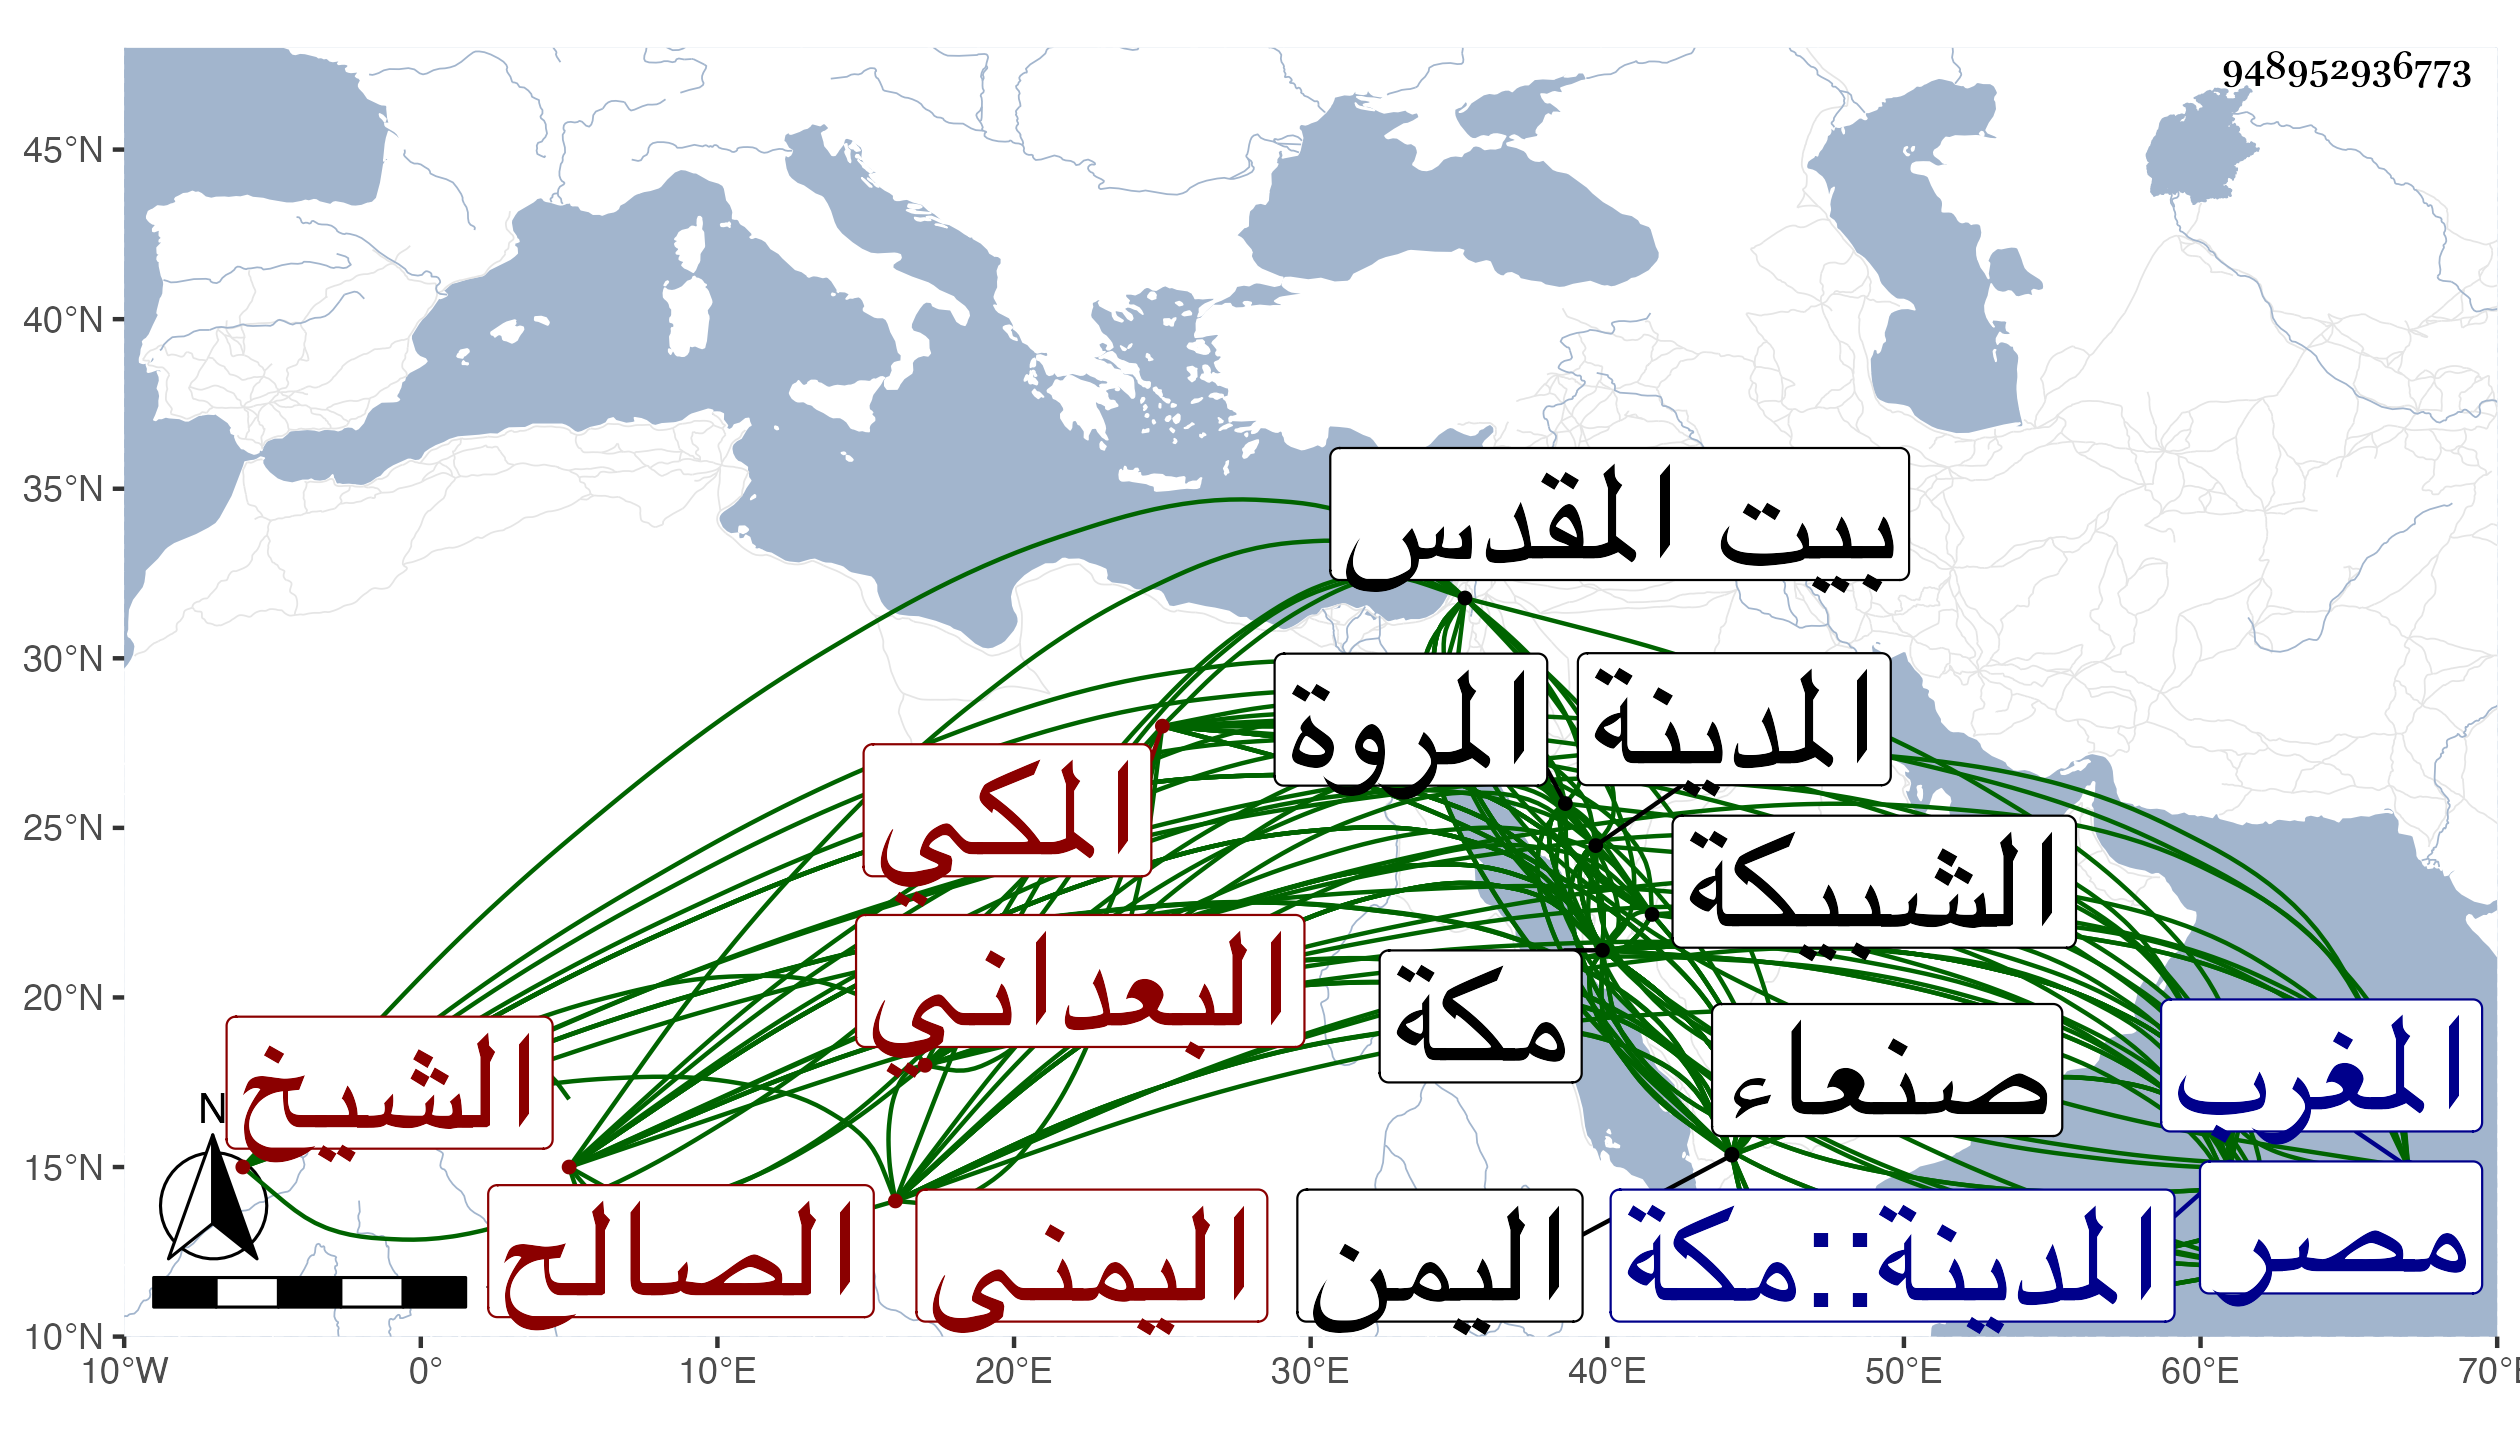 948952936773
45°N
40°N
35°N
30°N
25°N
20°N
15°N
10°N
بيت المقدس
المروة
المدينة
المكي
الشبيكة
البعداني
مكة
صنعاء
المغرب
الشيخ
N
الصالح
اليمني
اليمن
المدينة::مكة
مصر
10°W
0°
10°E
20°E
30°E
40°E
50°E
60°E
70°E